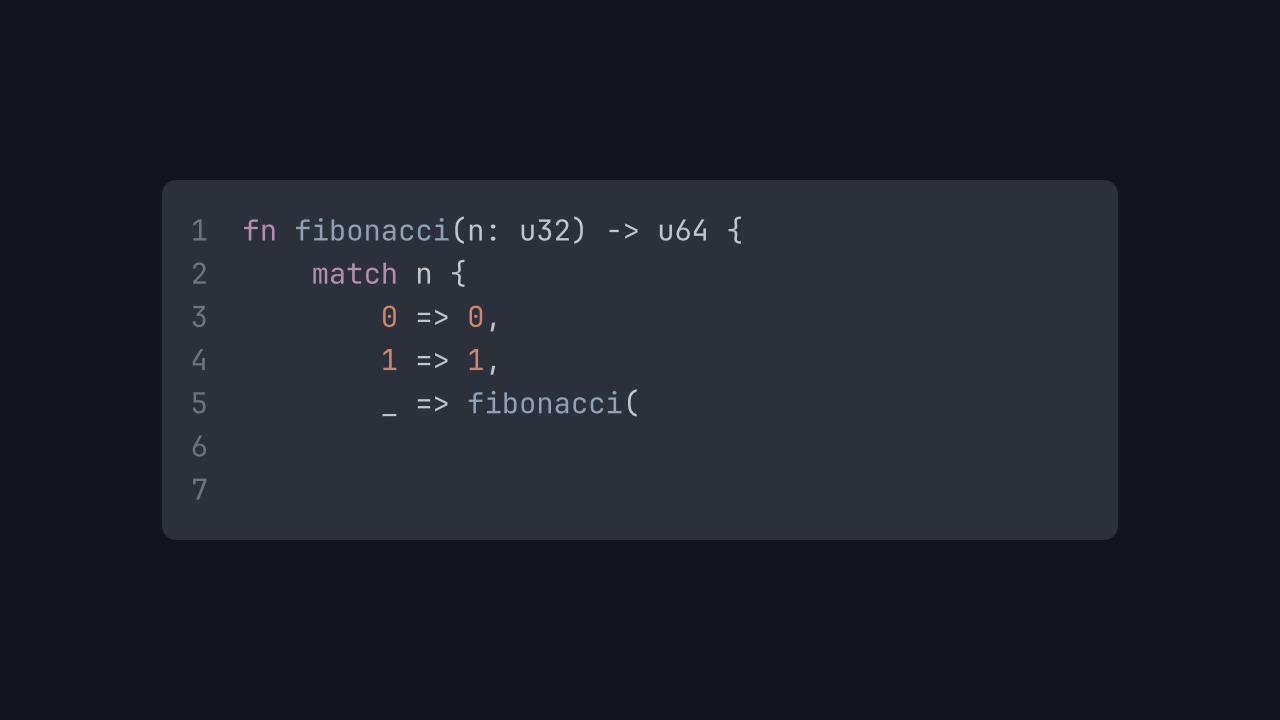 1 fn fibonacci(n: u32) -> u64 {
2     match n {
3         0 => 0,
4         1 => 1,
5         _ => fibonacci(
6
7